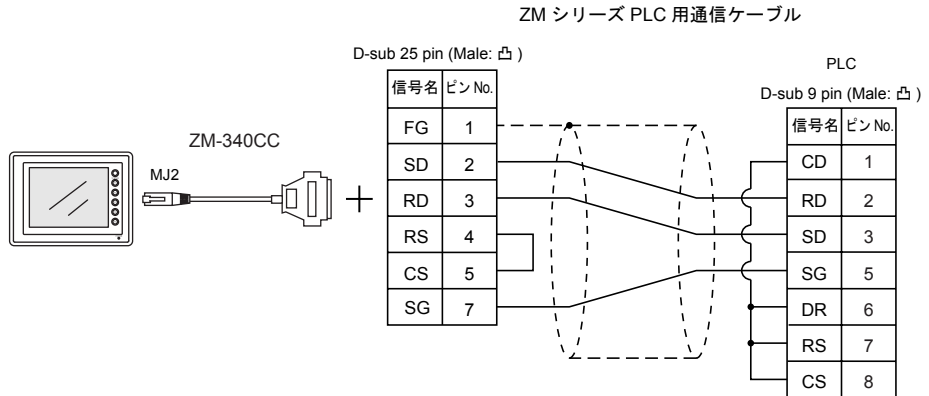 ZM シリーズ PLC 用通信ケーブル
D-sub 25 pin (Male: 凸 )
信号名 ピン No.
FG 1
SD 2
RD 3
RS 4
CS 5
SG 7
ZM-340CC
MJ2
+
PLC
D-sub 9 pin (Male: 凸 )
信号名 ピン No.
CD 1
RD 2
SD 3
SG 5
DR 6
RS 7
CS 8